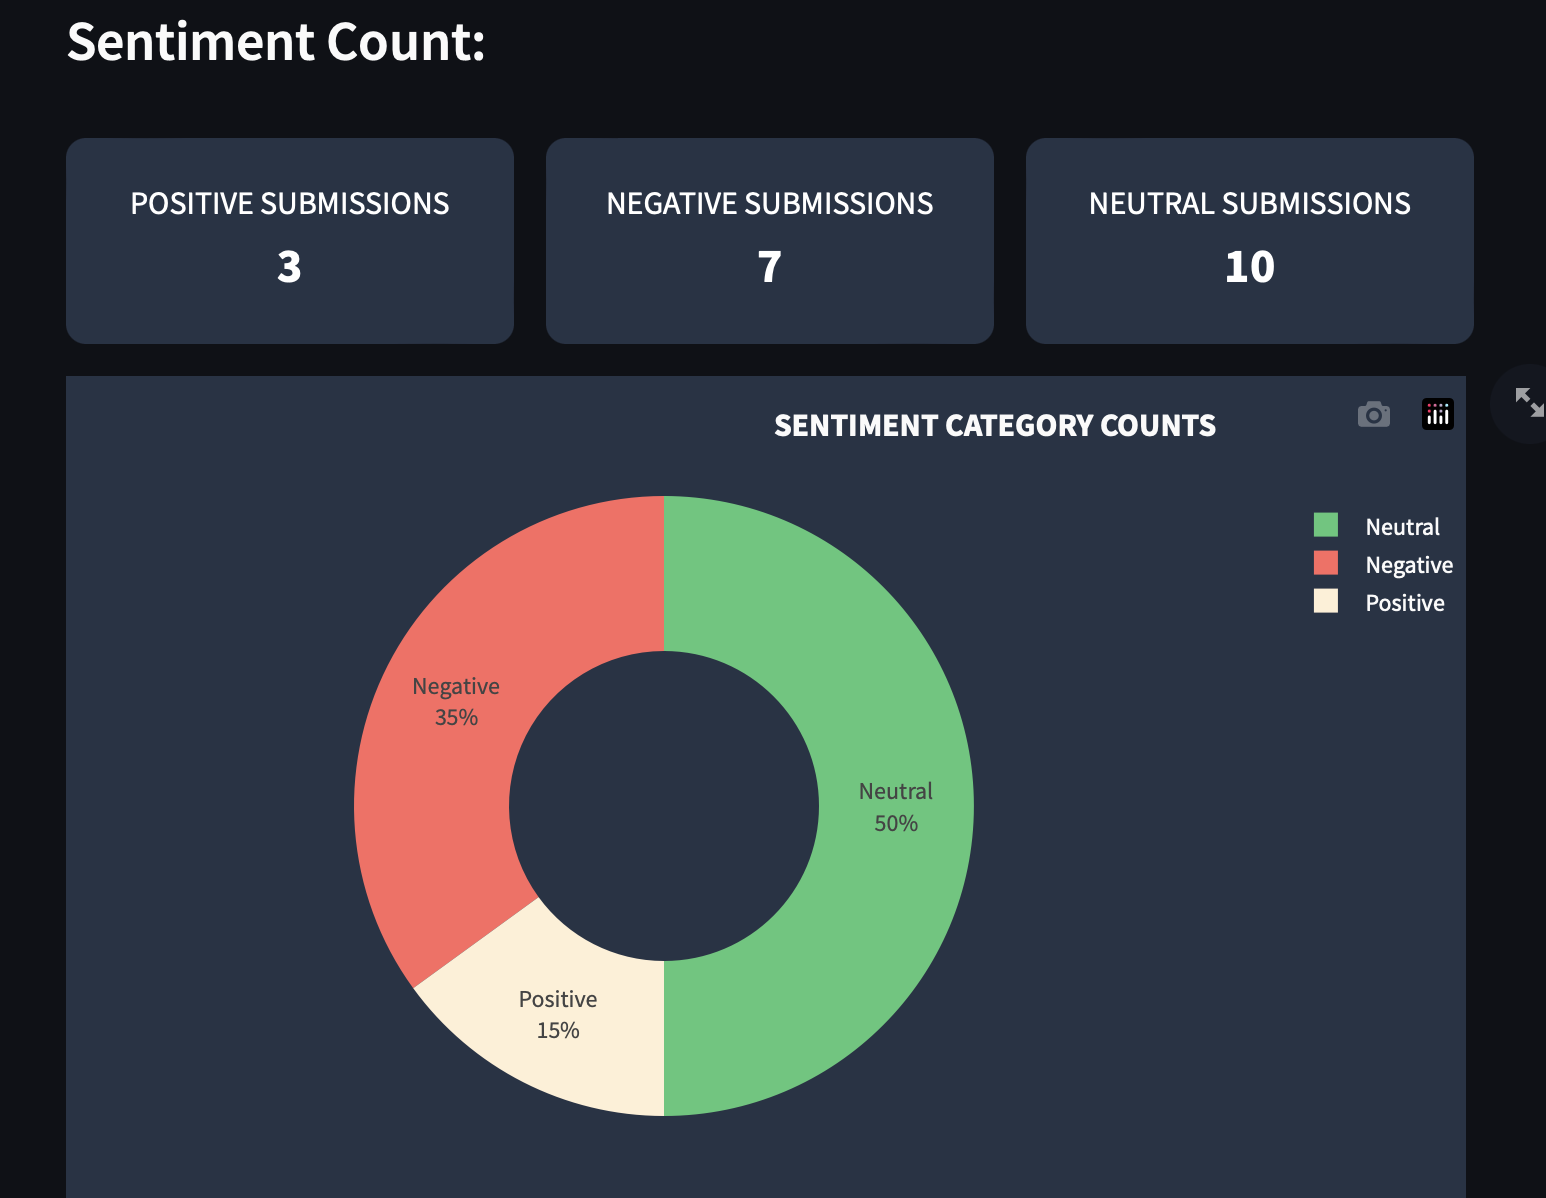 Sentiment Count:
POSITIVE SUBMISSIONS
3
NEGATIVE SUBMISSIONS
7
NEUTRAL SUBMISSIONS
10
SENTIMENT CATEGORY COUNTS
Neutral
Negative
Positive
Negative
35%
Neutral
50%
Positive
15%